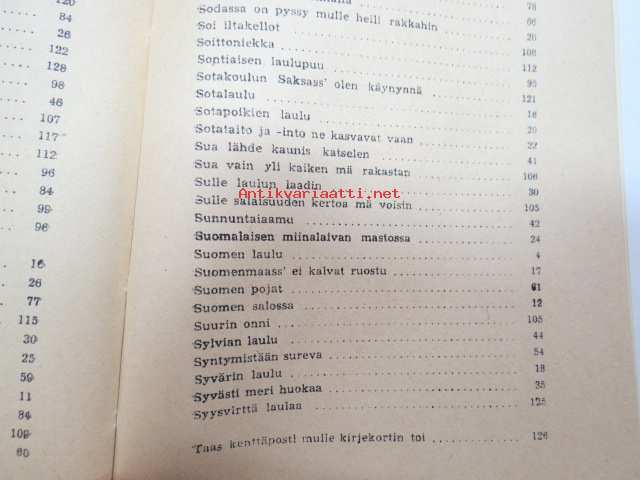 120
84
26
122
128
98
46
107
117
112
96
84
99
96
16
26
77
115
30
25
59
11
84
109
60
78
Sodassa on pyssy mulle heili rakkahin 66
Soi iltakellot 26
Soittoniekka 108
Sontiaisen laulupuu 112
Sotakoulun Saksass' olen käynynnä 95
Sotalaulu 121
Sotapoikien laulu 16
Sotataito ja -into ne kasvavat vaan 20
Sua lähde kaunis katselen 22
Sua vain yli kaiken mä rakastan 41
Sulle laulun laadin 106
Sulle salaisuuden kertoa mä voisin 30
Sunnuntaiaamu 105
Suomalaisen miinalaivan mastossa 42
Suomen laulu 24
Suomenmaass' ei kalvat ruostu 4
Suomen pojat 17
Suomen salossa 61
Suurin onni 12
Sylvian laulu 105
Syntymistään sureva 44
Syvärin laulu 54
Syvästi meri huokaa 18
Syysvirttä laulaa 35
125
Taas kenttäposti mulle kirjekortin toi 126
Antikvariaatti.net